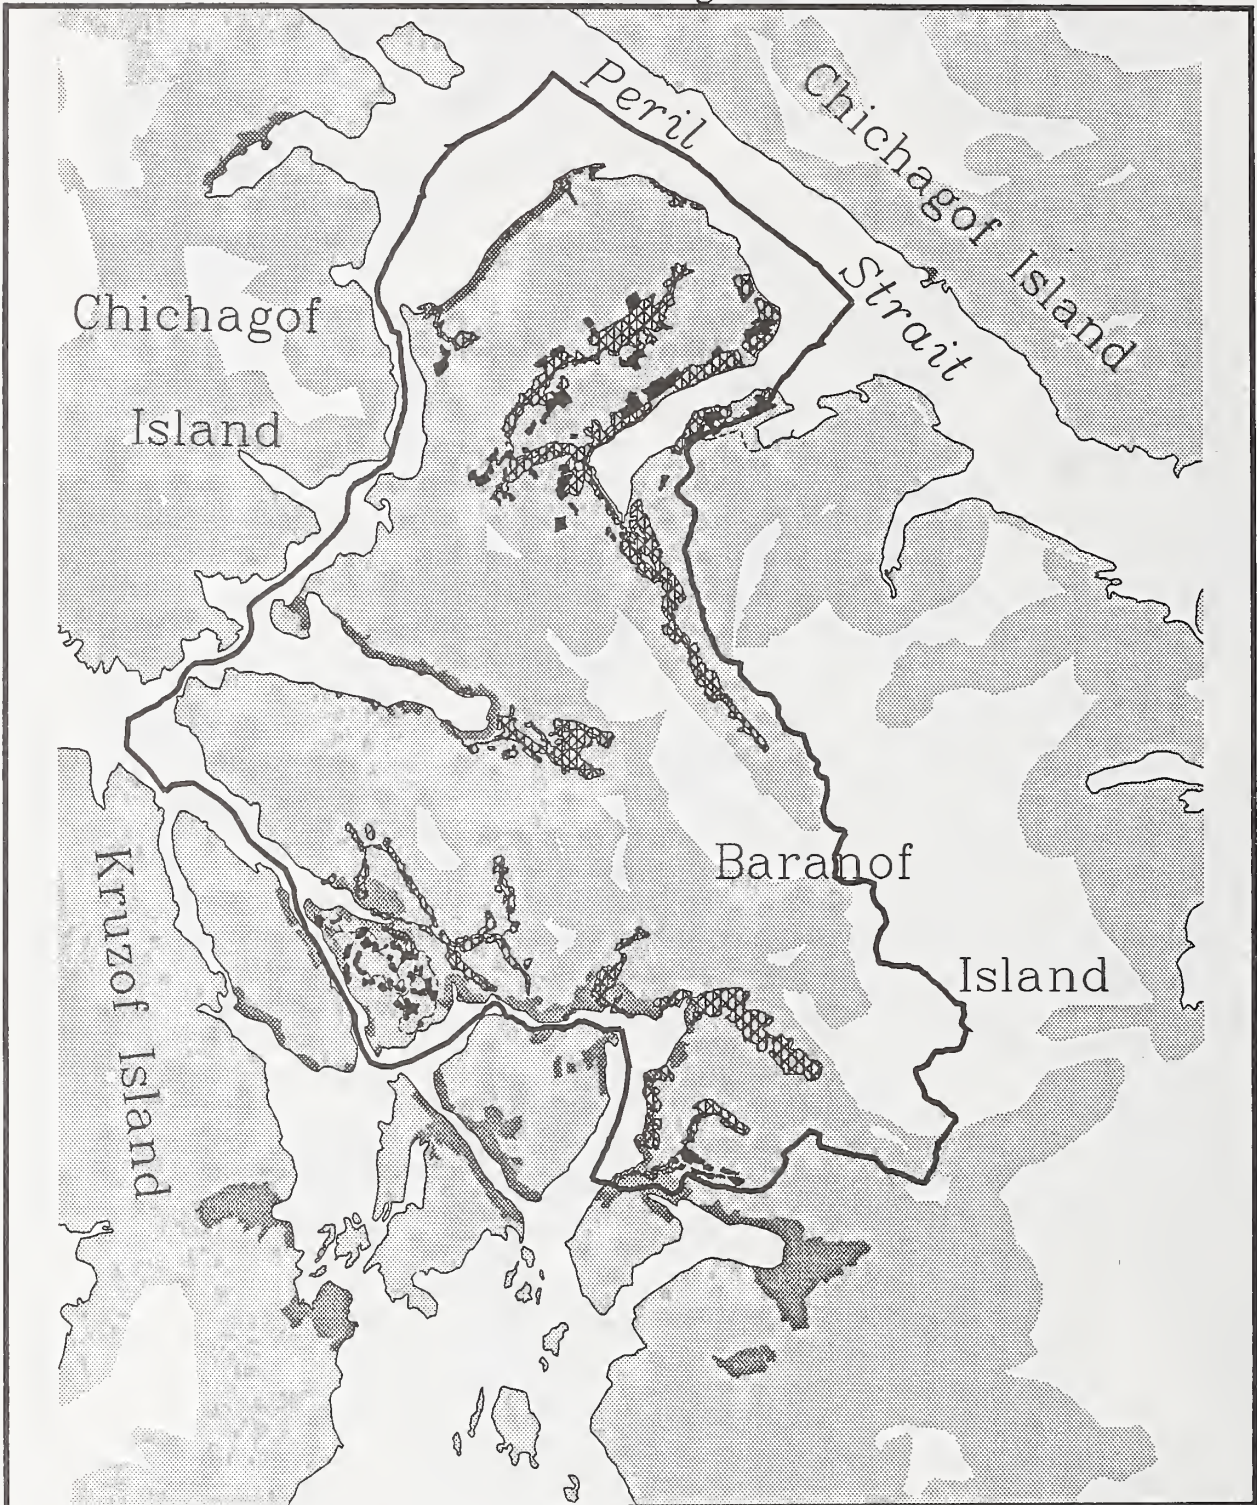 Peril
Strait
Chichagof Island
Chichagof
Island
Baranof
Island
Kruzof Island